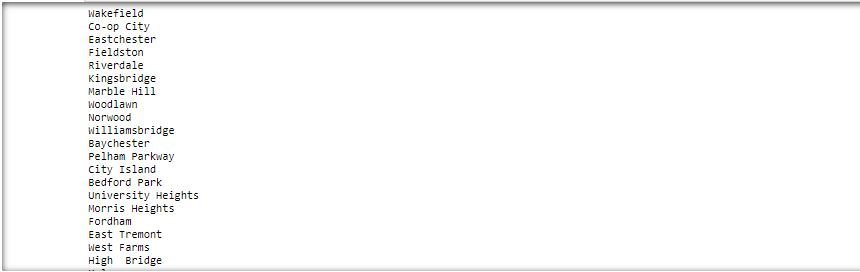 Wakefield
Co-op City
Eastchester
Fieldston
Riverdale
Kingsbridge
Marble Hill
Woodlawn
Norwood
Williamsbridge
Baychester
Pelham Parkway
City Island
Bedford Park
University Heights
Morris Heights
Fordham
East Tremont
West Farms
High  Bridge